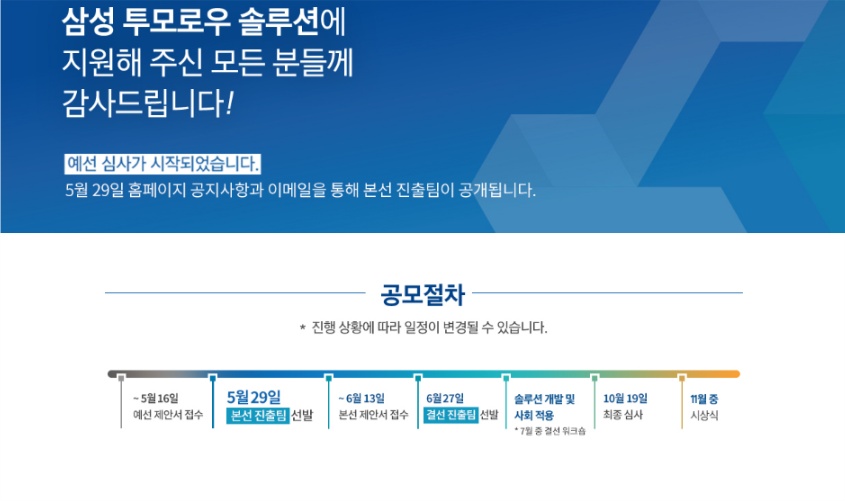 삼성 투모로우 솔루션에
지원해 주신 모든 분들께
감사드립니다!
예선 심사가 시작되었습니다.
5월 29일 홈페이지 공지사항과 이메일을 통해 본선 진출팀이 공개됩니다.
공모절차
* 진행 상황에 따라 일정이 변경될 수 있습니다.
~ 5월 16일
예선 제안서 접수
5월 29일
본선 진출팀 선발
~ 6월 13일
본선 제안서 접수
6월 27일
결선 진출팀 선발
솔루션 개발 및
사회 적용
* 7월 중 결선 워크숍
10월 19일
최종 심사
11월 중
시상식